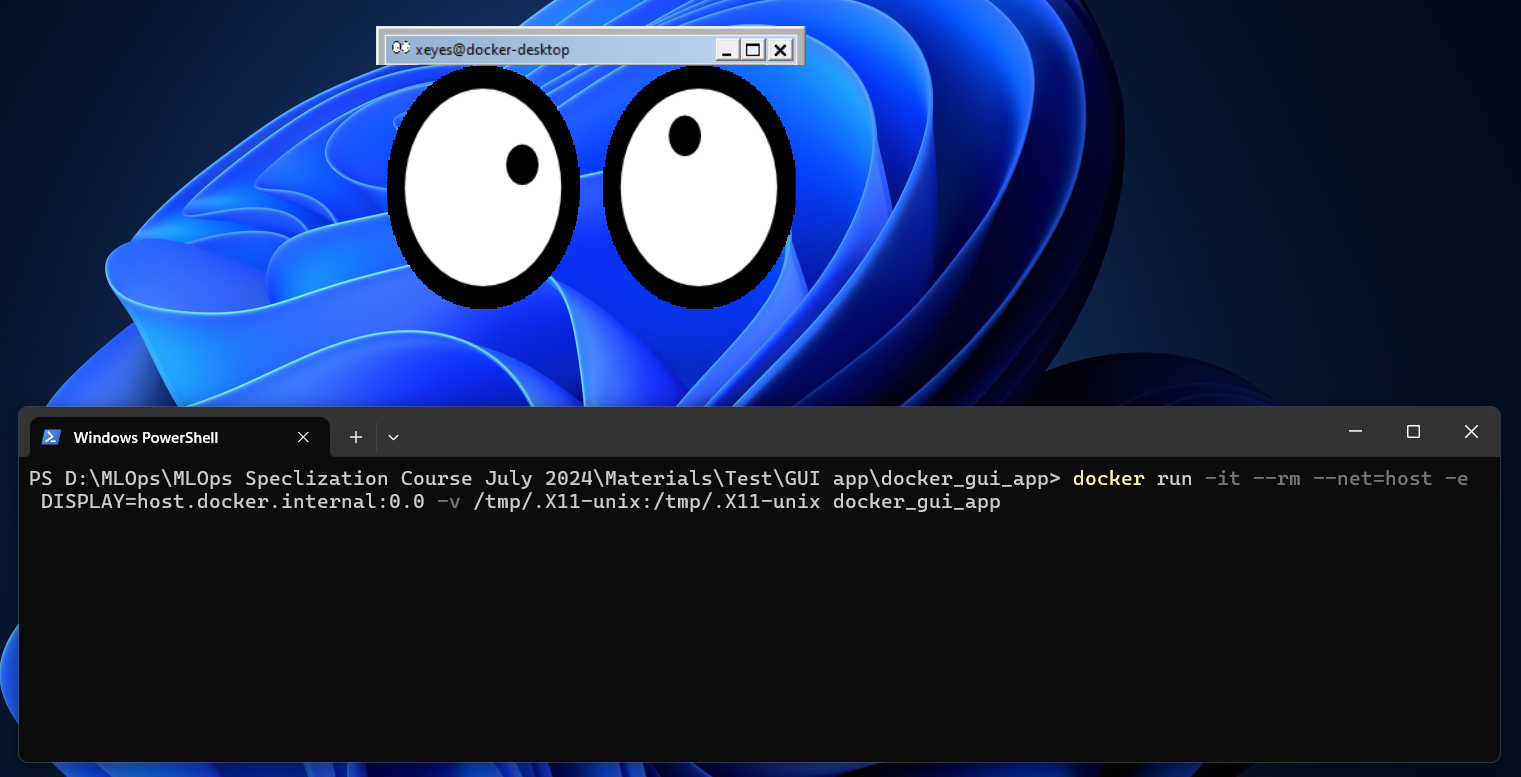 xeyes@docker-desktop
Windows PowerShell
PS D:\MLOps\MLOps Speclization Course July 2024\Materials\Test\GUI app\docker_gui_app> docker run -it --rm --net=host -e
DISPLAY=host.docker.internal:0.0 -v /tmp/.X11-unix:/tmp/.X11-unix docker_gui_app